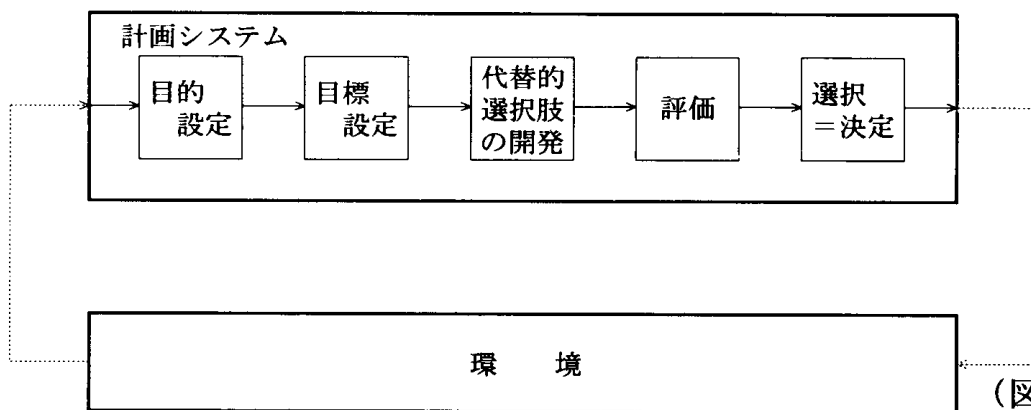 計画システム
目的
設定
目標
設定
代替的
選択肢
の開発
評価
選択
＝決定
環　境
(図